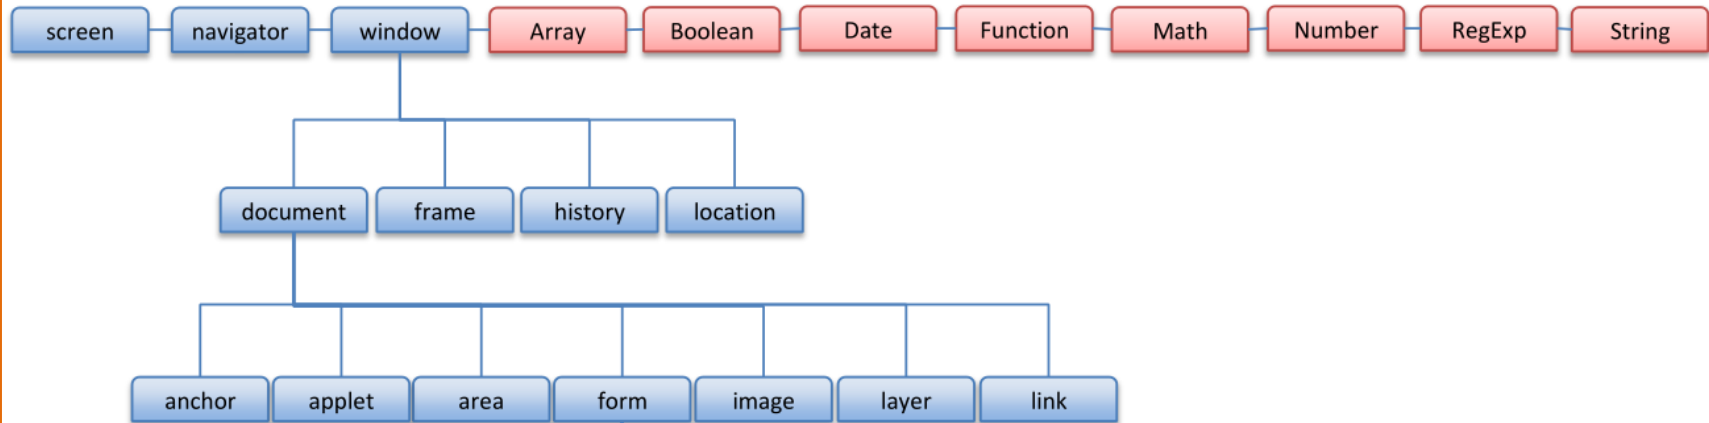 screen navigator window Array Boolean Date Function Math Number RegExp String
document frame history location
anchor applet area form image layer link